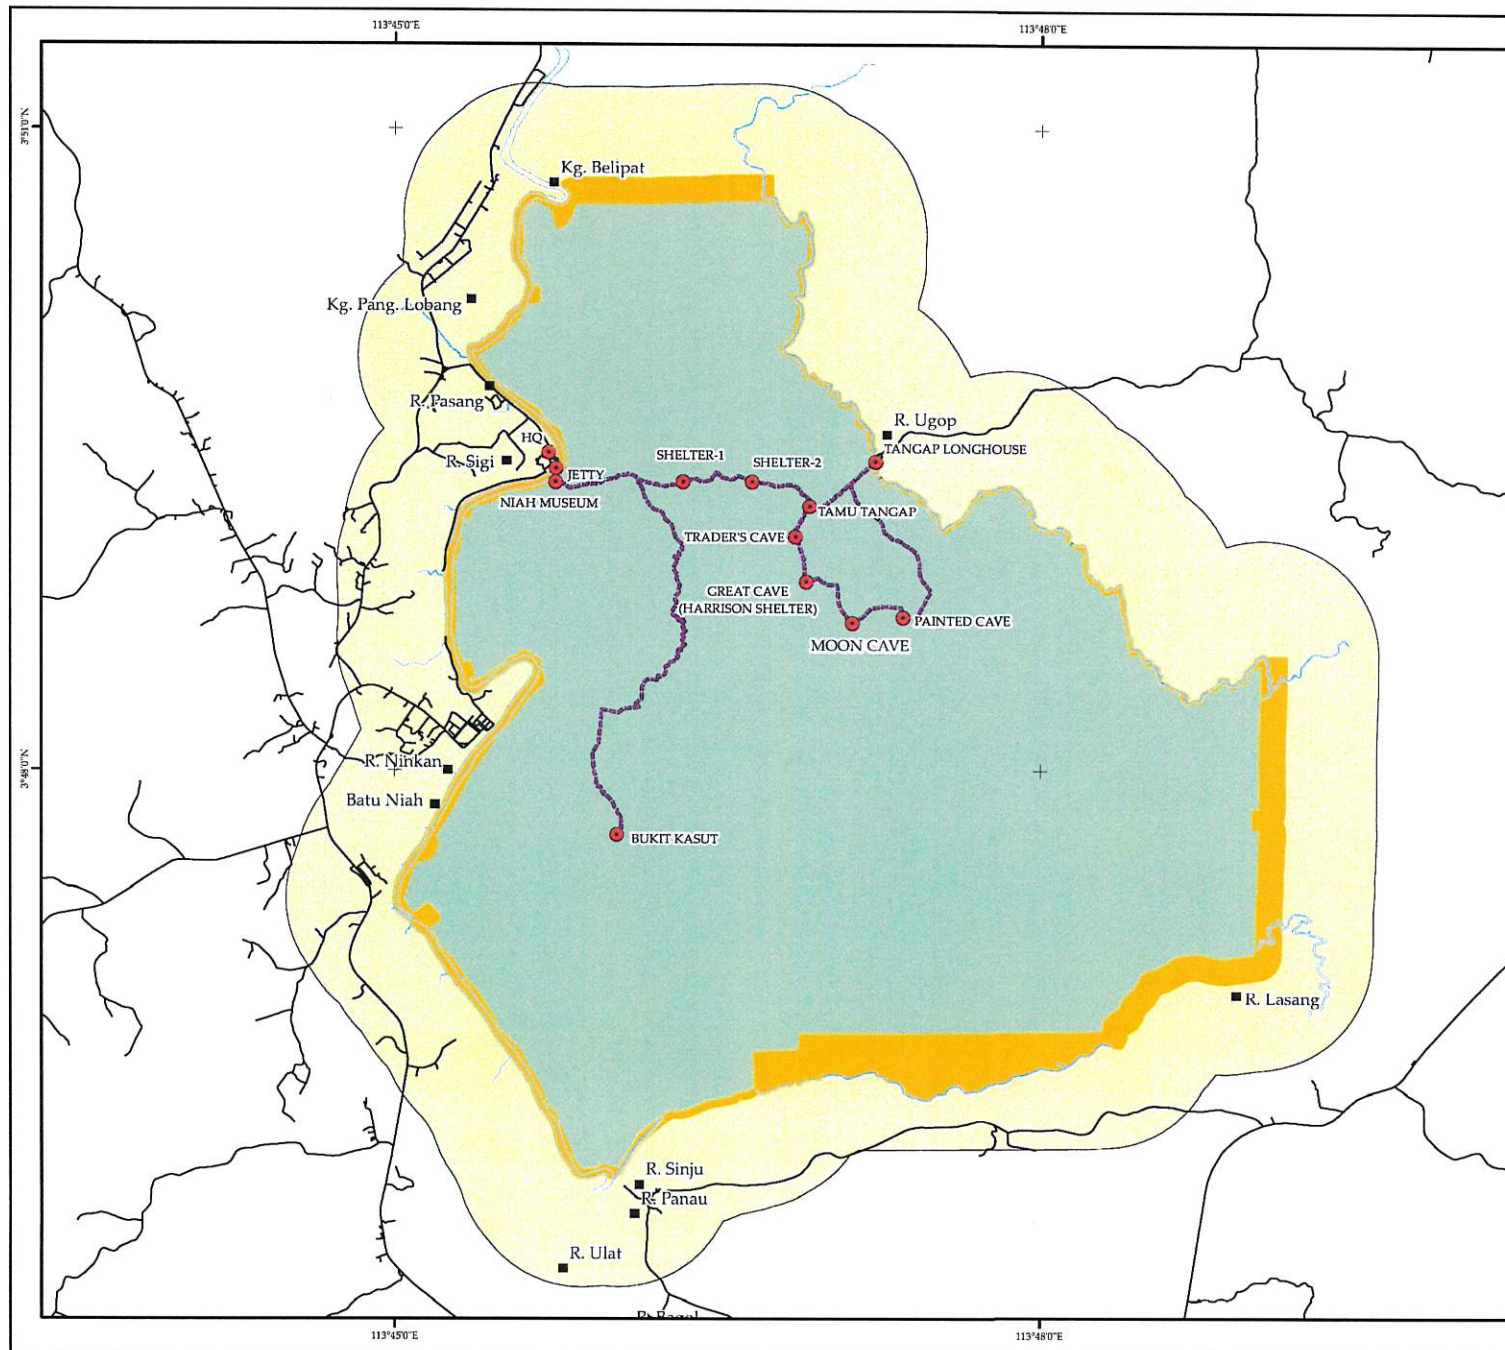 113°45'0"E
113°48'0"E
3°51'0"N
Kg. Belipat
Kg. Pang. Lobang
R. Pasang
R. Ugop
HQ
TANGAP LONGHOUSE
R. Sigi
SHELTER-1
SHELTER-2
JETTY
NIAH MUSEUM
TAMU TANGAP
TRADER'S CAVE
GREAT CAVE
(HARRISON SHELTER)
PAINTED CAVE
MOON CAVE
R. Ninkan
3°48'0"N
Batu Niah
BUKIT KASUT
R. Lasang
R. Sinju
R. Panau
R. Ulat
113°45'0"E
113°48'0"E